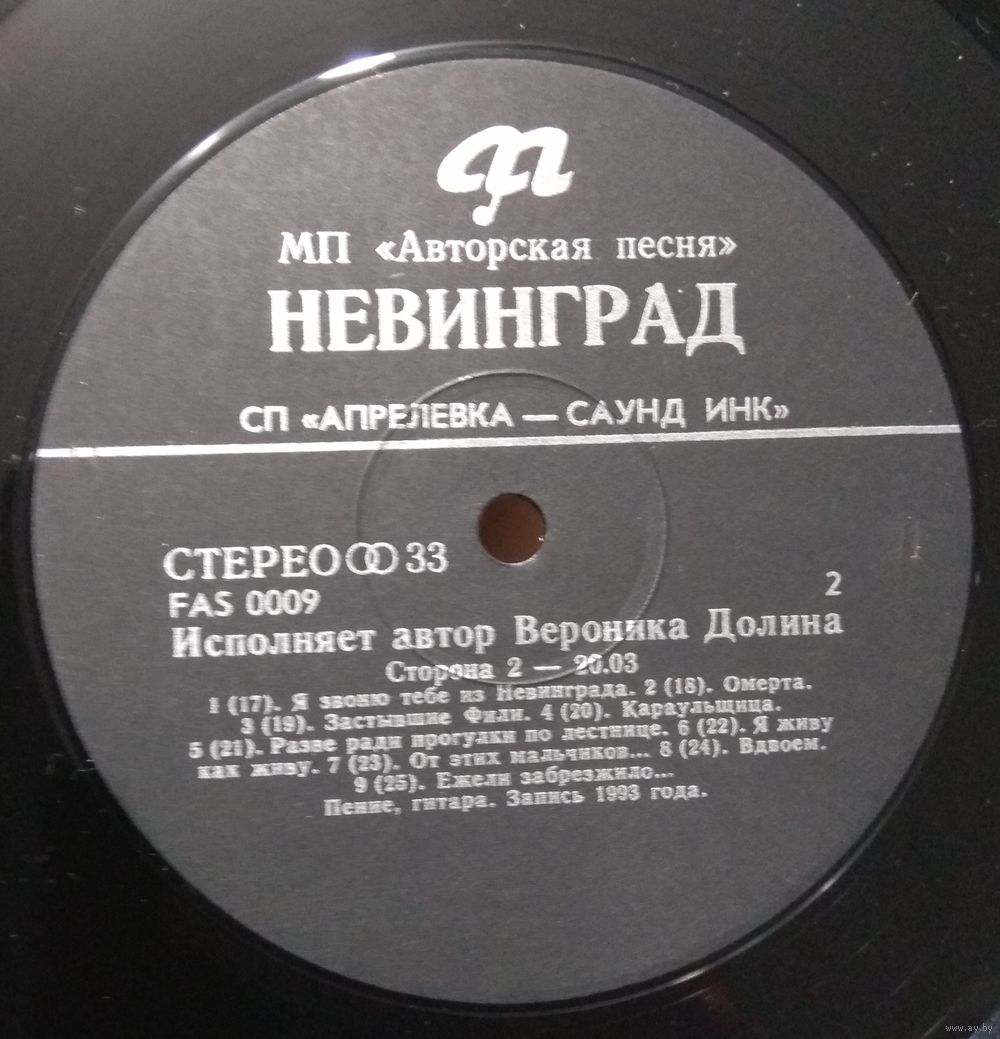 ап
МП «Авторская песня»
НЕВИНГРАД
СП «АПРЕЛЕВКА — САУНД ИНК»
СТЕРЕО 33
FAS 0009
2
Исполняет автор Вероника Долина
Сторона 2 — 20.03
1 (17). Я звоню тебе из Невинграда. 2 (18). Омерта.
3 (19). Застывшие Фили. 4 (20). Караульщица.
5 (21). Разве ради прогулки по лестнице. 6 (22). Я живу
как живу. 7 (23). От этих мальчиков... 8 (24). Вдвоем.
9 (25). Ежели забрезжило...
Пение, гитара. Запись 1993 года.
www.ay.by